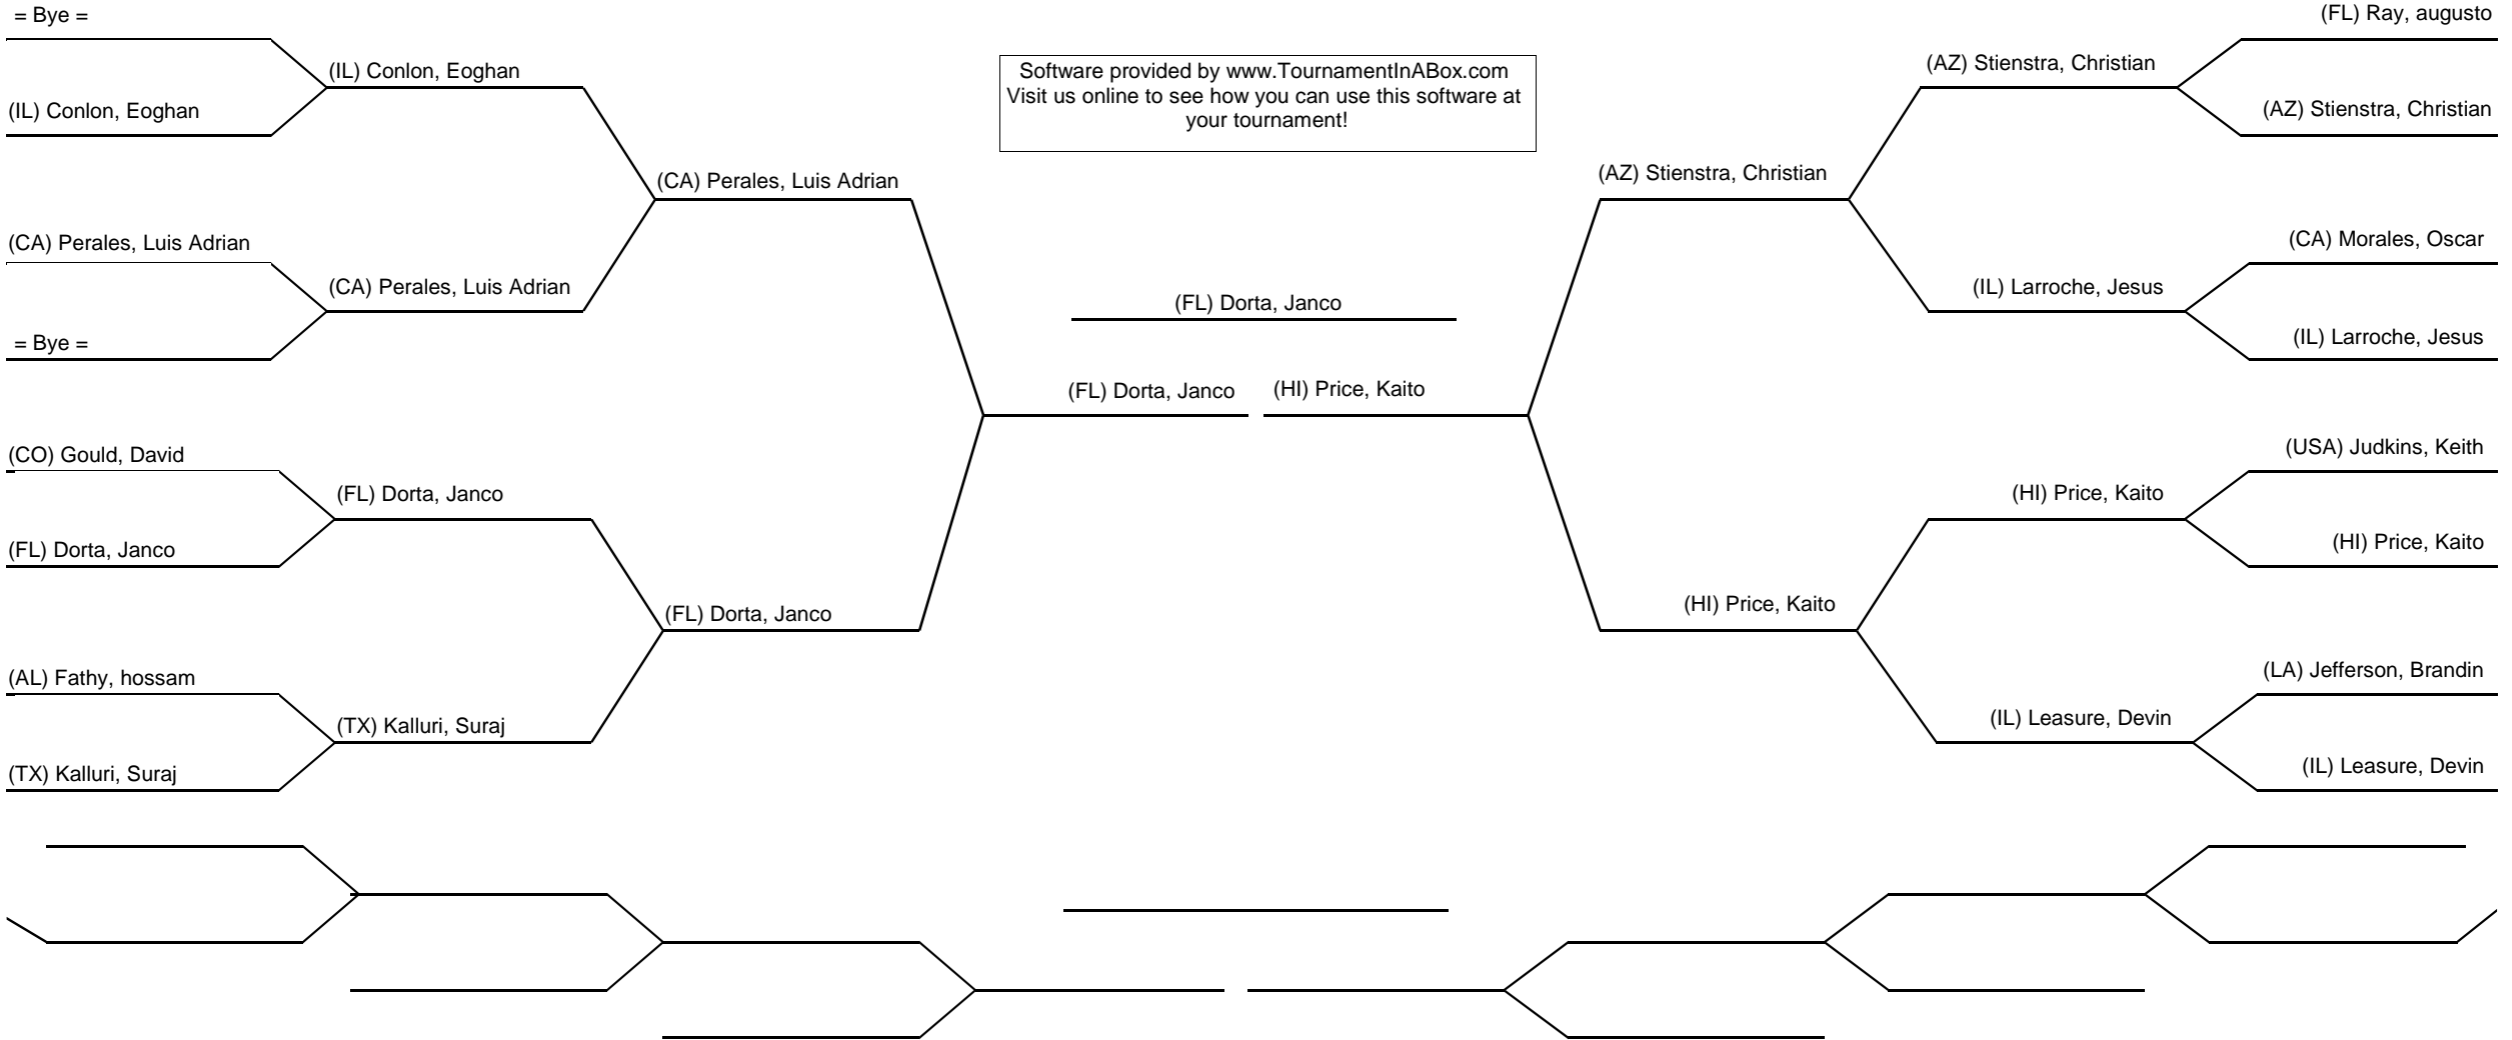 = Bye =
(IL) Conlon, Eoghan
(IL) Conlon, Eoghan
(CA) Perales, Luis Adrian
(CA) Perales, Luis Adrian
(CA) Perales, Luis Adrian
= Bye =
(CO) Gould, David
(FL) Dorta, Janco
(FL) Dorta, Janco
(FL) Dorta, Janco
(AL) Fathy, hossam
(TX) Kalluri, Suraj
(TX) Kalluri, Suraj
Software provided by www.TournamentInABox.com
Visit us online to see how you can use this software at
your tournament!
(FL) Dorta, Janco
(FL) Dorta, Janco
(HI) Price, Kaito
(FL) Ray, augusto
(AZ) Stienstra, Christian
(AZ) Stienstra, Christian
(AZ) Stienstra, Christian
(CA) Morales, Oscar
(IL) Larroche, Jesus
(IL) Larroche, Jesus
(USA) Judkins, Keith
(HI) Price, Kaito
(HI) Price, Kaito
(HI) Price, Kaito
(LA) Jefferson, Brandin
(IL) Leasure, Devin
(IL) Leasure, Devin